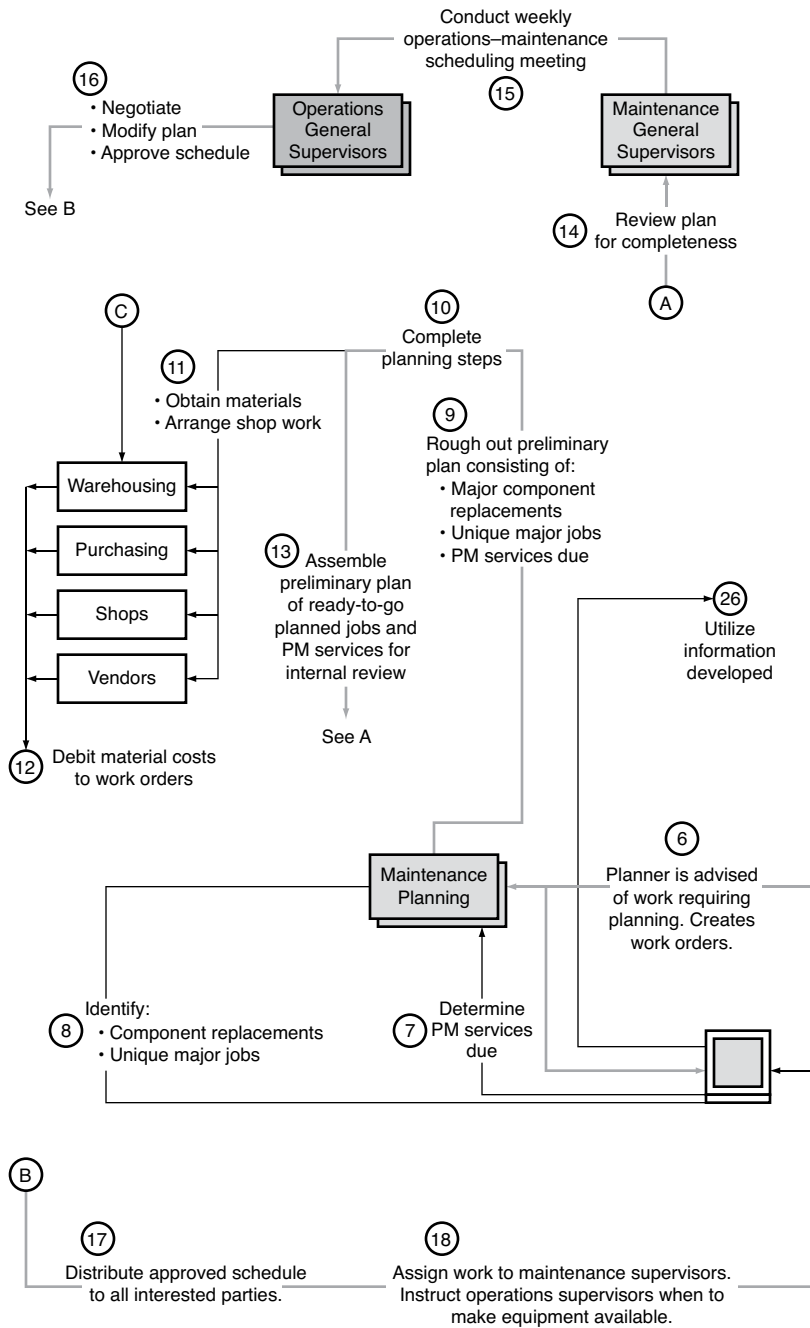 Conduct weekly
operations–maintenance
scheduling meeting
15
16
• Negotiate
• Modify plan
• Approve schedule
See B
Operations
General
Supervisors
Maintenance
General
Supervisors
14
Review plan
for completeness
A
C
10
Complete
planning steps
11
• Obtain materials
• Arrange shop work
9
Rough out preliminary
plan consisting of:
• Major component
replacements
• Unique major jobs
• PM services due
Warehousing
Purchasing
Shops
Vendors
13
Assemble
preliminary plan
of ready-to-go
planned jobs and
PM services for
internal review
See A
26
Utilize
information
developed
12
Debit material costs
to work orders
Maintenance
Planning
6
Planner is advised
of work requiring
planning. Creates
work orders.
8
Identify:
• Component replacements
• Unique major jobs
7
Determine
PM services
due
B
17
Distribute approved schedule
to all interested parties.
18
Assign work to maintenance supervisors.
Instruct operations supervisors when to
make equipment available.